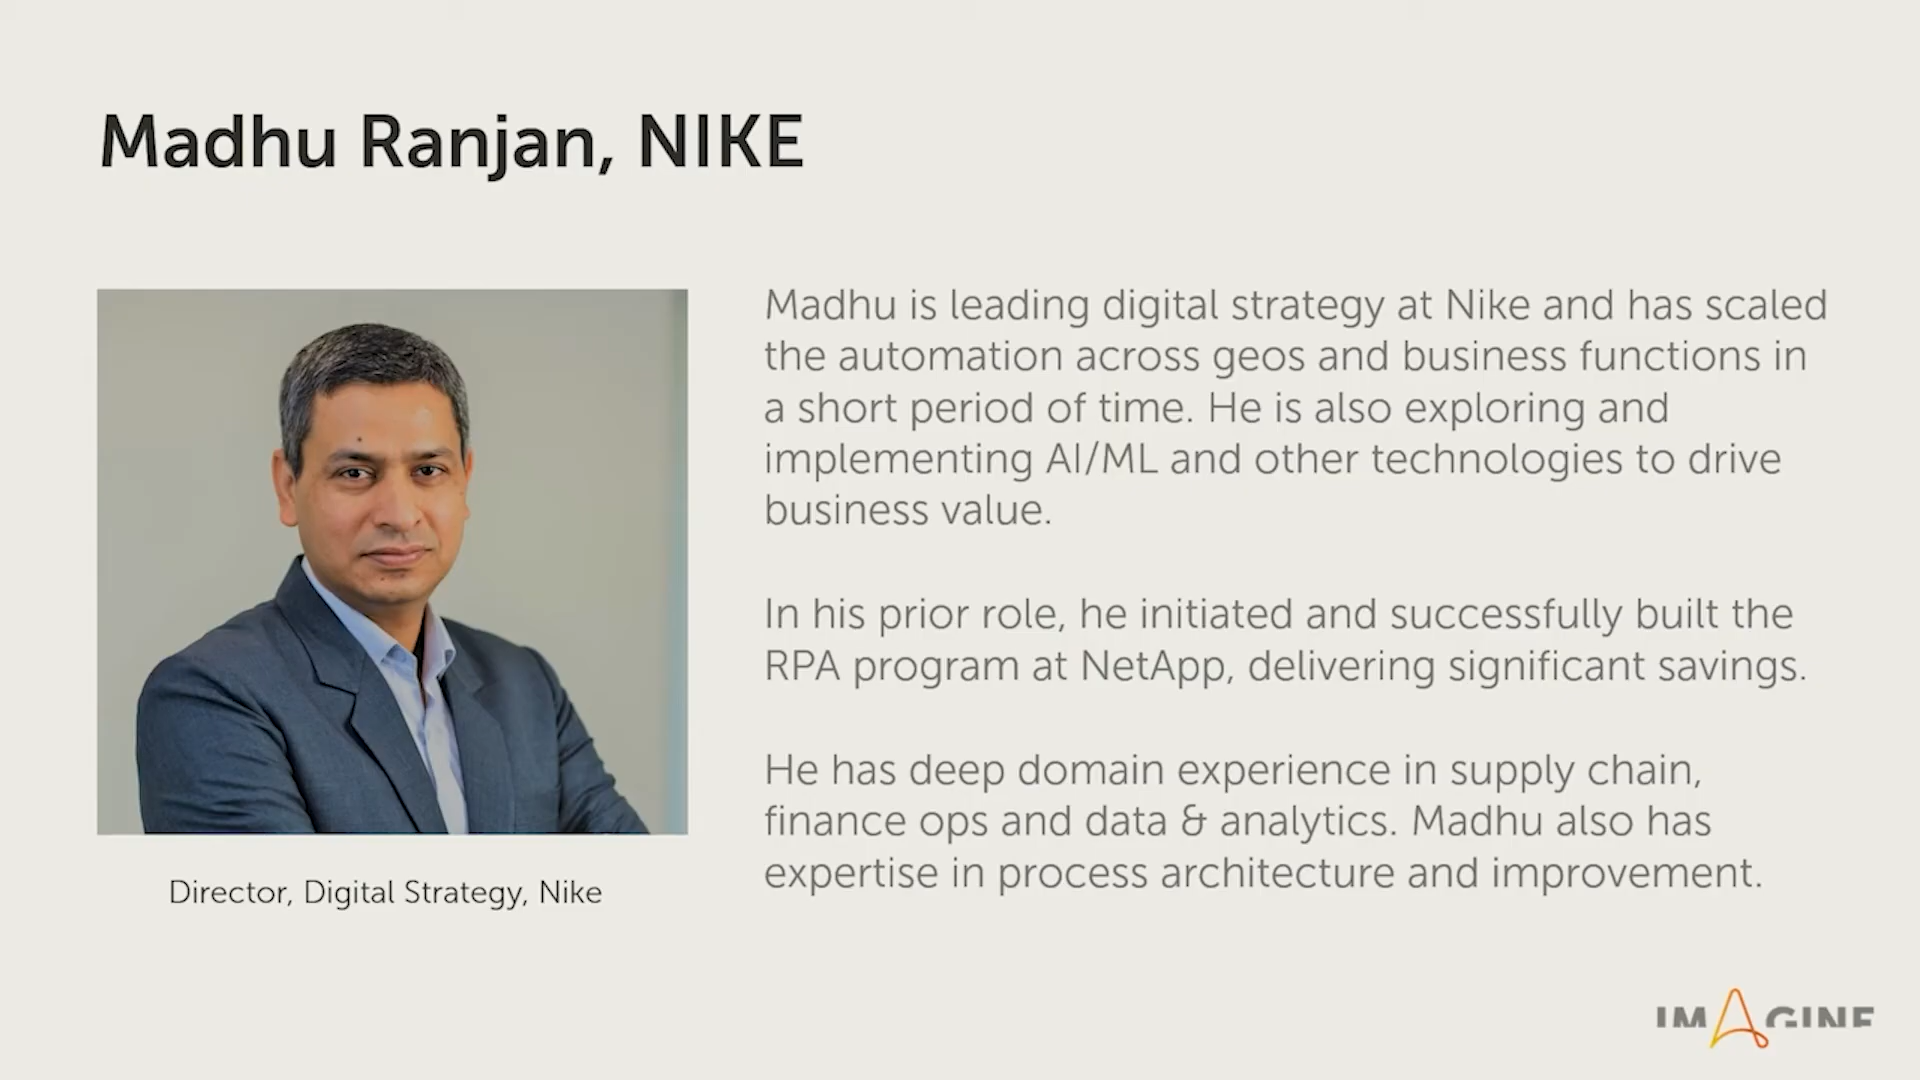 Madhu Ranjan, NIKE
Madhu is leading digital strategy at Nike and has scaled
the automation across geos and business functions in
a short period of time. He is also exploring and
implementing AI/ML and other technologies to drive
business value.
In his prior role, he initiated and successfully built the
RPA program at NetApp, delivering significant savings.
He has deep domain experience in supply chain,
finance ops and data & analytics. Madhu also has
expertise in process architecture and improvement.
Director, Digital Strategy, Nike
IMAGINE